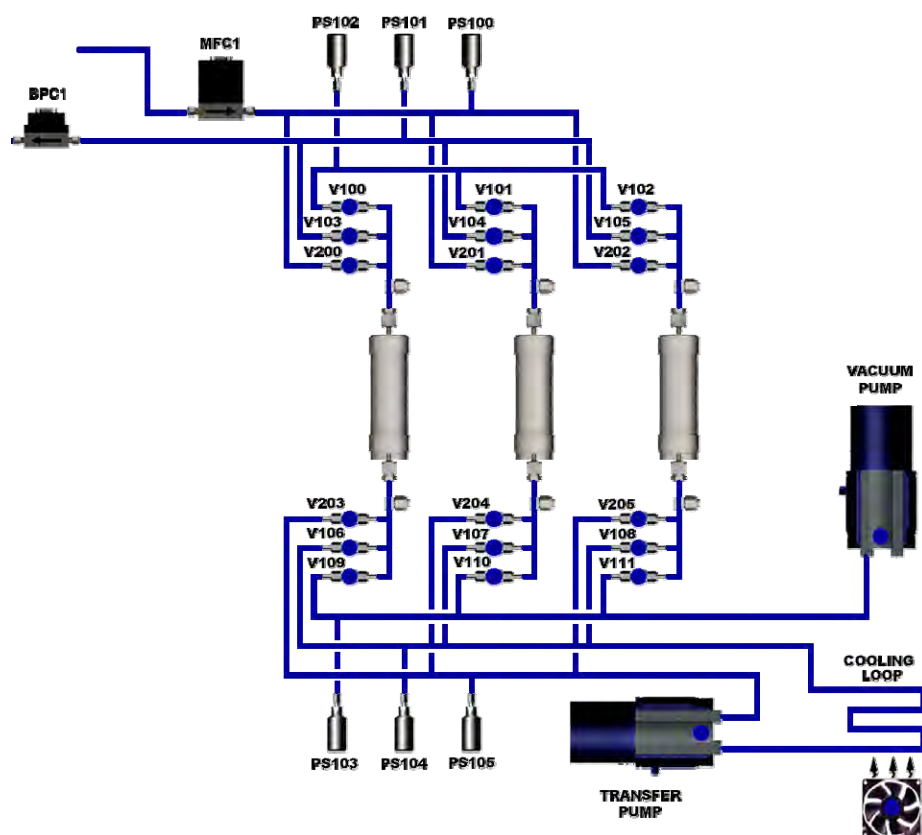 PS102
PS101
PS100
MFC1
BPC1
V100
V101
V102
V103
V104
V105
V200
V201
V202
VACUUM
PUMP
V203
V204
V205
V106
V107
V108
V109
V110
V111
COOLING
LOOP
PS103
PS104
PS105
TRANSFER
PUMP